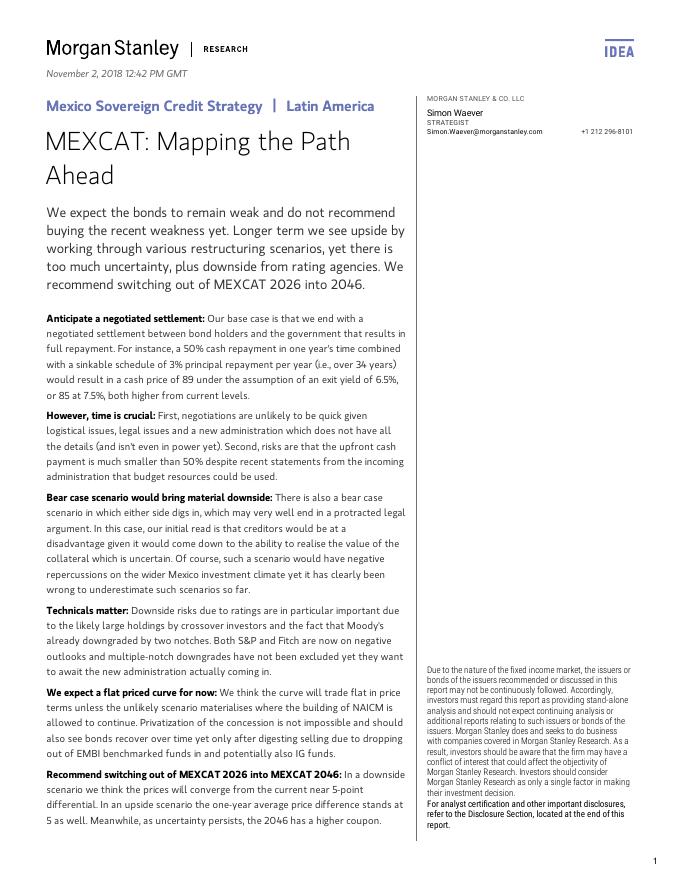 Morgan Stanley | RESEARCH
IDEA
November 2, 2018 12:42 PM GMT
Mexico Sovereign Credit Strategy | Latin America
MEXCAT: Mapping the Path
Ahead
We expect the bonds to remain weak and do not recommend
buying the recent weakness yet. Longer term we see upside by
working through various restructuring scenarios, yet there is
too much uncertainty, plus downside from rating agencies. We
recommend switching out of MEXCAT 2026 into 2046.
Anticipate a negotiated settlement: Our base case is that we end with a
negotiated settlement between bond holders and the government that results in
full repayment. For instance, a 50% cash repayment in one year's time combined
with a sinkable schedule of 3% principal repayment per year (i.e., over 34 years)
would result in a cash price of 89 under the assumption of an exit yield of 6.5%,
or 85 at 7.5%, both higher from current levels.
However, time is crucial: First, negotiations are unlikely to be quick given
logistical issues, legal issues and a new administration which does not have all
the details (and isn't even in power yet). Second, risks are that the upfront cash
payment is much smaller than 50% despite recent statements from the incoming
administration that budget resources could be used.
Bear case scenario would bring material downside: There is also a bear case
scenario in which either side digs in, which may very well end in a protracted legal
argument. In this case, our initial read is that creditors would be at a
disadvantage given it would come down to the ability to realise the value of the
collateral which is uncertain. Of course, such a scenario would have negative
repercussions on the wider Mexico investment climate yet it has clearly been
wrong to underestimate such scenarios so far.
Technicals matter: Downside risks due to ratings are in particular important due
to the likely large holdings by crossover investors and the fact that Moody's
already downgraded by two notches. Both S&P and Fitch are now on negative
outlooks and multiple-notch downgrades have not been excluded yet they want
to await the new administration actually coming in.
We expect a flat priced curve for now: We think the curve will trade flat in price
terms unless the unlikely scenario materialises where the building of NAICM is
allowed to continue. Privatization of the concession is not impossible and should
also see bonds recover over time yet only after digesting selling due to dropping
out of EMBI benchmarked funds in and potentially also IG funds.
Recommend switching out of MEXCAT 2026 into MEXCAT 2046: In a downside
scenario we think the prices will converge from the current near 5-point
differential. In an upside scenario the one-year average price difference stands at
5 as well. Meanwhile, as uncertainty persists, the 2046 has a higher coupon.
MORGAN STANLEY & CO. LLC
Simon Waever
STRATEGIST
Simon.Waever@morganstanley.com +1 212 296-8101
Due to the nature of the fixed income market, the issuers or
bonds of the issuers recommended or discussed in this
report may not be continuously followed. Accordingly,
investors must regard this report as providing stand-alone
analysis and should not expect continuing analysis or
additional reports relating to such issuers or bonds of the
issuers. Morgan Stanley does and seeks to do business
with companies covered in Morgan Stanley Research. As a
result, investors should be aware that the firm may have a
conflict of interest that could affect the objectivity of
Morgan Stanley Research. Investors should consider
Morgan Stanley Research as only a single factor in making
their investment decision.
For analyst certification and other important disclosures,
refer to the Disclosure Section, located at the end of this
report.
1